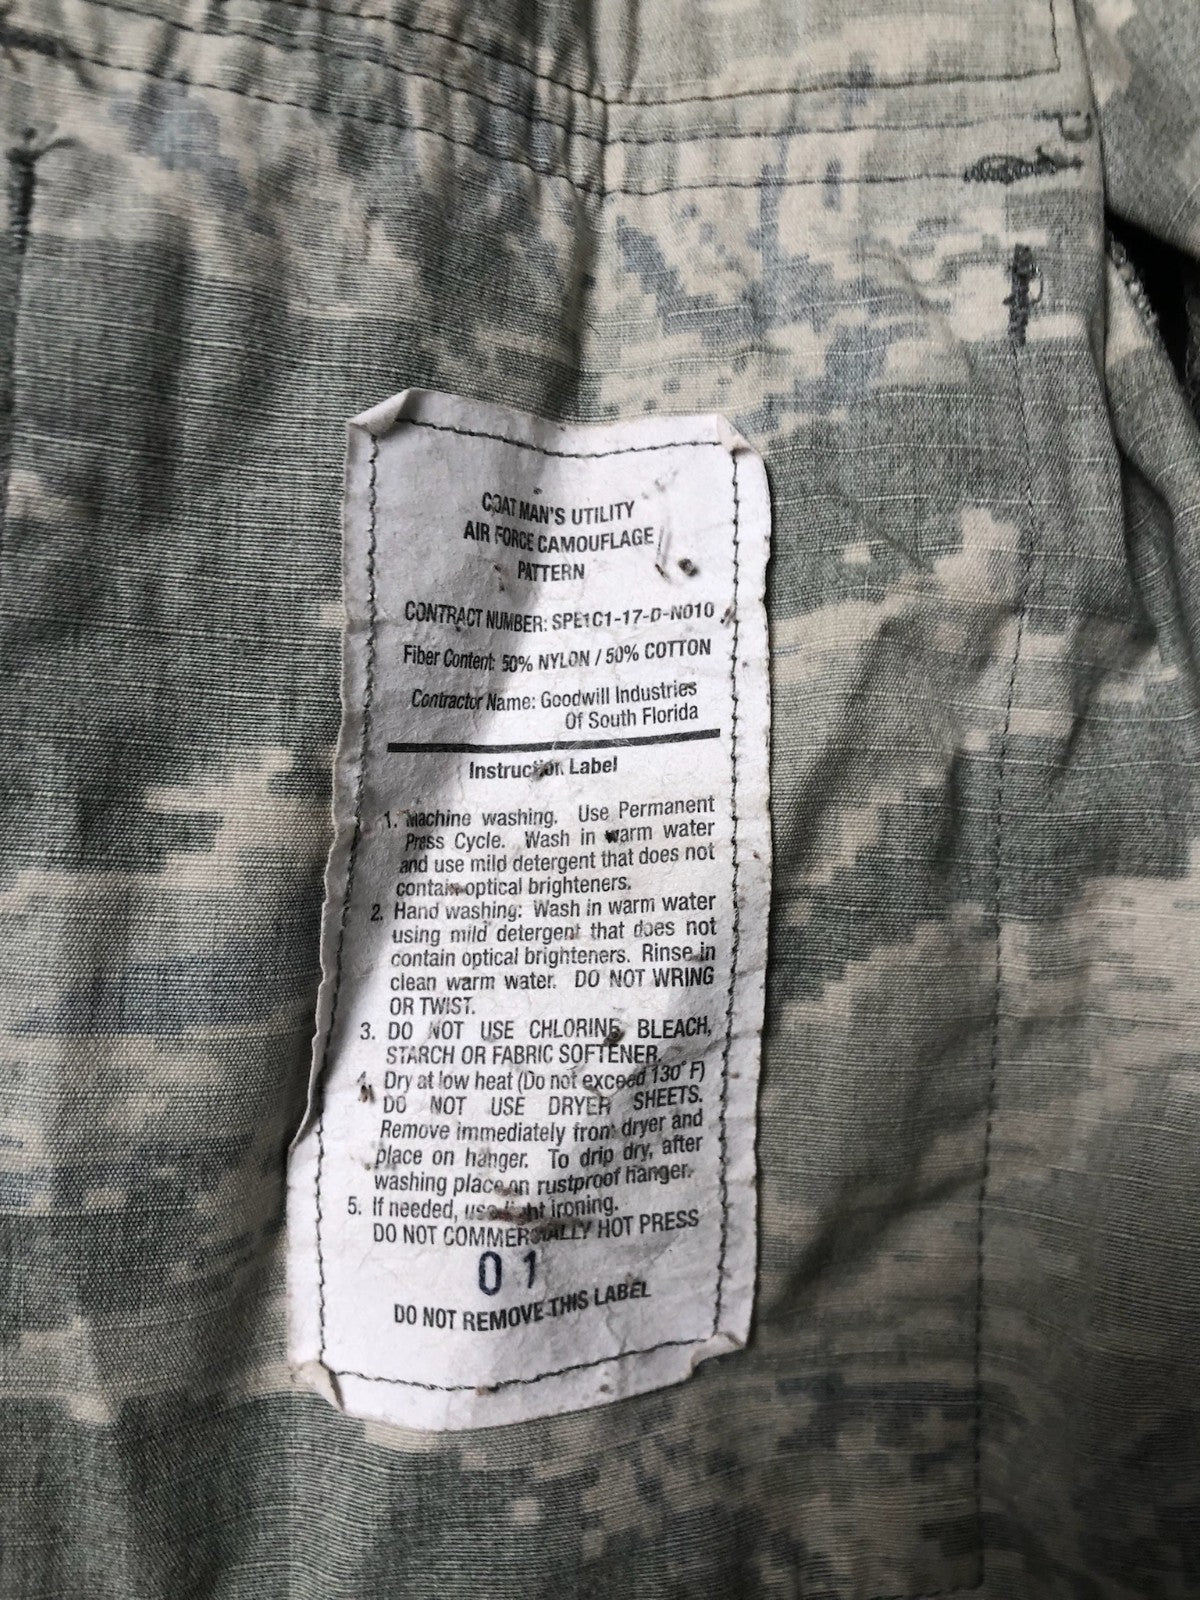 COAT MAN'S UTILITY
AIR FORCE CAMOUFLAGE
PATTERN
CONTRACT NUMBER: SPE1C1-17-D-N010
Fiber Content: 50% NYLON / 50% COTTON
Contractor Name: Goodwill Industries
Of South Florida
Instruction Label
1. Machine washing. Use Permanent
Press Cycle. Wash in warm water
and use mild detergent that does not
contain optical brighteners.
2. Hand washing: Wash in warm water
using mild detergent that does not
contain optical brighteners. Rinse in
clean warm water. DO NOT WRING
OR TWIST.
3. DO NOT USE CHLORINE, BLEACH,
STARCH OR FABRIC SOFTENER.
4. Dry at low heat (Do not exceed 130° F)
DO NOT USE DRYER SHEETS.
Remove immediately from dryer and
place on hanger. To drip dry, after
washing place on rustproof hanger.
5. If needed, use light ironing.
DO NOT COMMERCIALLY HOT PRESS
01
DO NOT REMOVE THIS LABEL